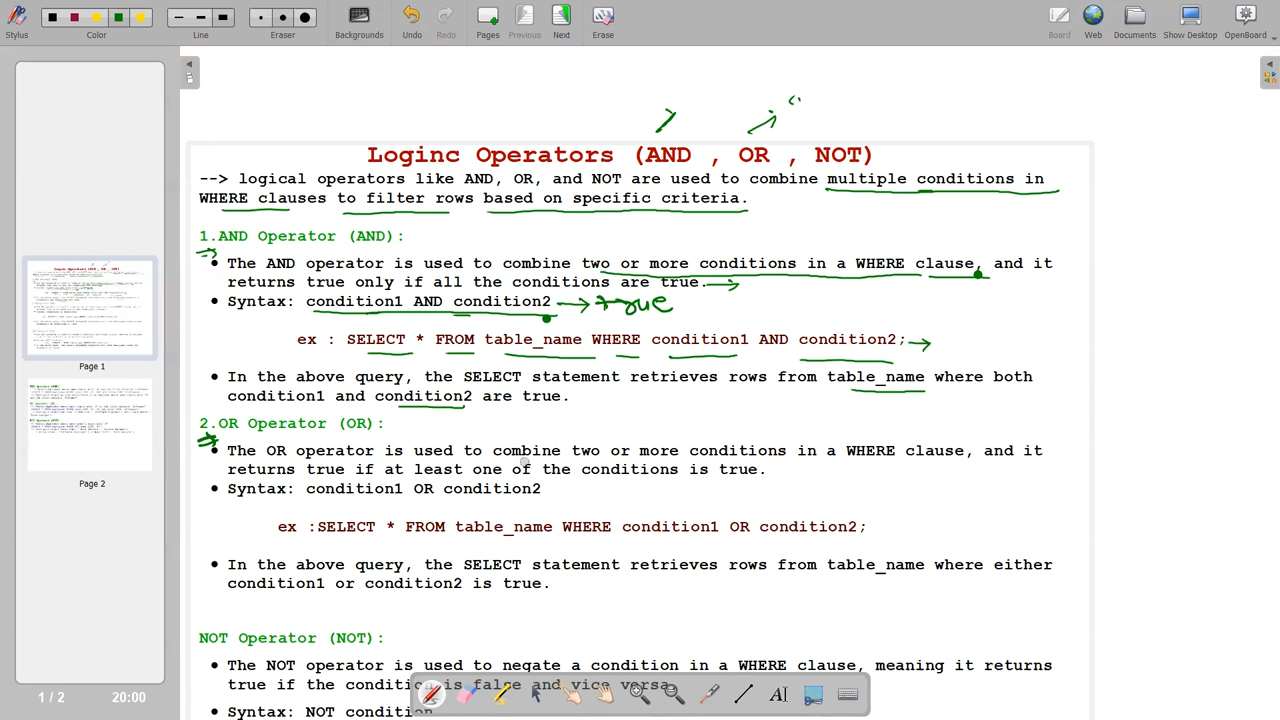 Stylus
Color
Line
Eraser
Backgrounds
Undo
Redo
Pages
Previous
Next
Erase
Board
Web
Documents
Show Desktop
OpenBoard
Loginc Operators (AND , OR , NOT)
--> logical operators like AND, OR, and NOT are used to combine multiple conditions in
WHERE clauses to filter rows based on specific criteria.
1.AND Operator (AND):
• The AND operator is used to combine two or more conditions in a WHERE clause, and it
returns true only if all the conditions are true.
• Syntax: condition1 AND condition2 → true
ex : SELECT * FROM table_name WHERE condition1 AND condition2;
• In the above query, the SELECT statement retrieves rows from table_name where both
condition1 and condition2 are true.
2.OR Operator (OR):
• The OR operator is used to combine two or more conditions in a WHERE clause, and it
returns true if at least one of the conditions is true.
• Syntax: condition1 OR condition2
ex :SELECT * FROM table_name WHERE condition1 OR condition2;
• In the above query, the SELECT statement retrieves rows from table_name where either
condition1 or condition2 is true.
NOT Operator (NOT):
• The NOT operator is used to negate a condition in a WHERE clause, meaning it returns
true if the condition is false and vice versa.
• Syntax: NOT condition
Page 1
Page 2
1 / 2
20:00